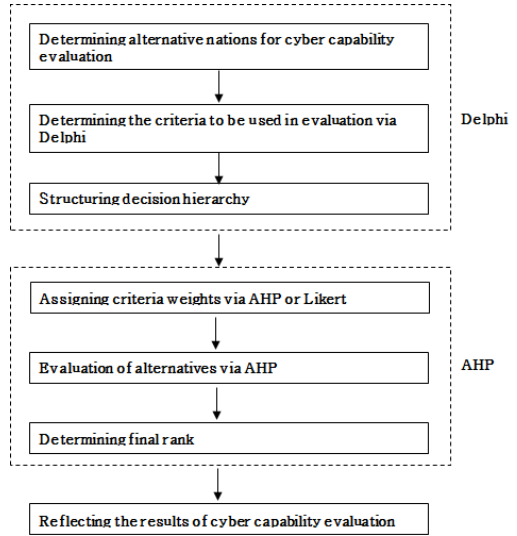 Determining alternative nations for cyber capability
evaluation
Determining the criteria to be used in evaluation via
Delphi
Delphi
Structuring decision hierarchy
Assigning criteria weights via AHP or Likert
Evaluation of alternatives via AHP
AHP
Determining final rank
Reflecting the results of cyber capability evaluation